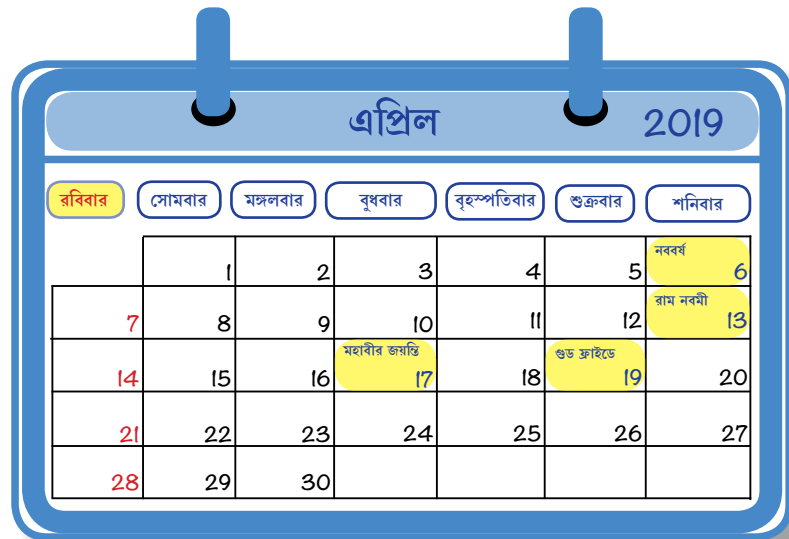 এপ্রিল 2019
রবিবার সোমবার মঙ্গলবার বুধবার বৃহস্পতিবার শুক্রবার শনিবার
নববর্ষ
1 2 3 4 5 6
রাম নবমী
7 8 9 10 11 12 13
মহাবীর জয়ন্তি গুড ফ্রাইডে
14 15 16 17 18 19 20
21 22 23 24 25 26 27
28 29 30